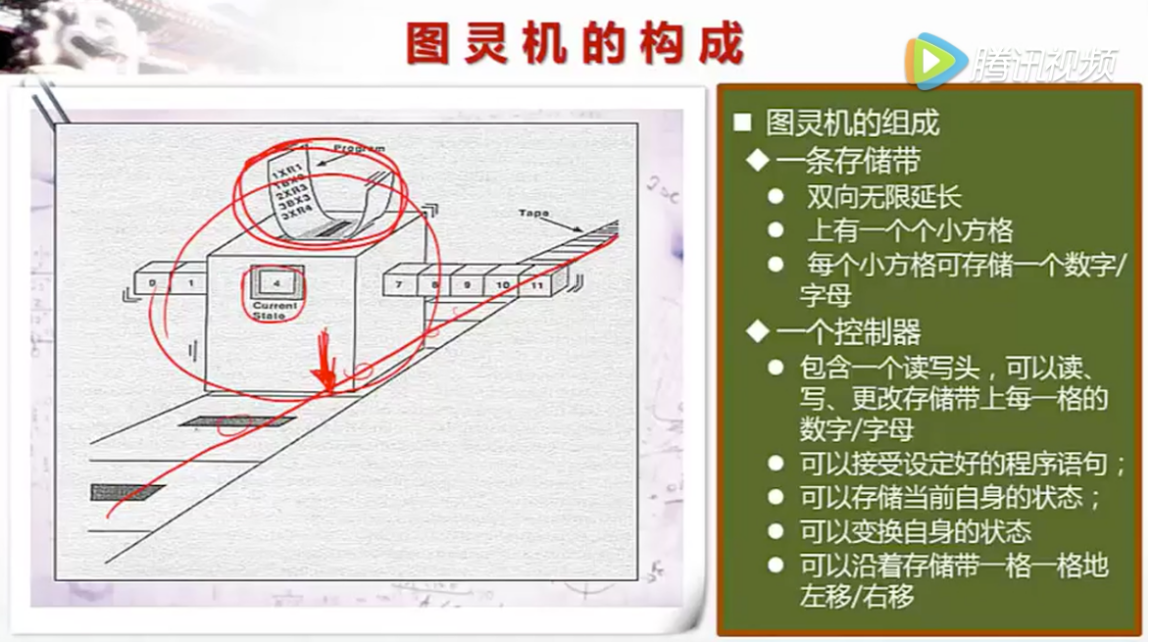 图灵机的构成
腾讯视频
Program
1XR1
2XR3
3BX3
3XR4
Tape
0 1
4
7 8 9 10 11
Current
State
■ 图灵机的组成
◆一条存储带
● 双向无限延长
● 上有一个个小方格
● 每个小方格可存储一个数字/
字母
◆一个控制器
● 包含一个读写头，可以读、
写、更改存储带上每一格的
数字/字母
● 可以接受设定好的程序语句；
● 可以存储当前自身的状态；
● 可以变换自身的状态
● 可以沿着存储带一格一格地
左移/右移